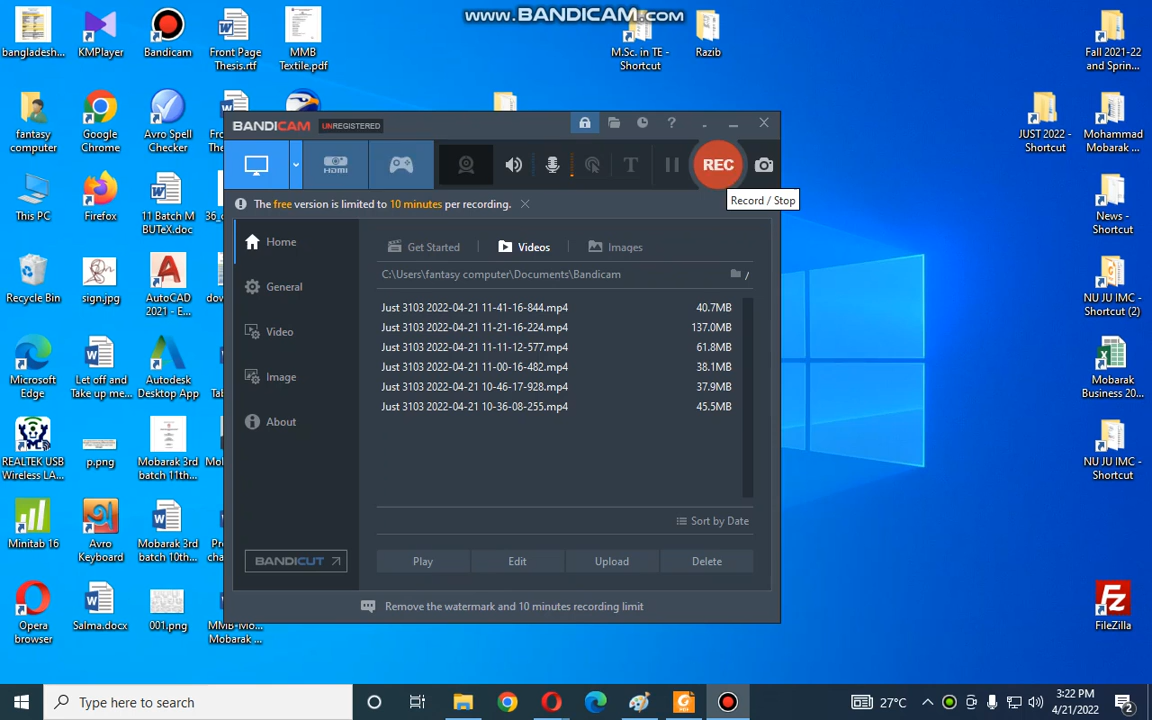 www.BANDICAM.com
bangladesh...
KMPlayer
Bandicam
Front Page
Thesis.rtf
MMB
Textile.pdf
M.Sc. in TE -
Shortcut
Razib
Fall 2021-22
and Sprin...
fantasy
computer
Google
Chrome
Avro Spell
Checker
JUST 2022 -
Shortcut
Mohammad
Mobarak ...
This PC
Firefox
11 Batch M
BUTeX.doc
News -
Shortcut
Recycle Bin
sign.jpg
AutoCAD
2021 - E...
NU JU IMC -
Shortcut (2)
Microsoft
Edge
Let off and
Take up me...
Autodesk
Desktop App
Mobarak
Business 20...
REALTEK USB
Wireless LA...
p.png
Mobarak 3rd
batch 11th...
NU JU IMC -
Shortcut
Minitab 16
Avro
Keyboard
Mobarak 3rd
batch 10th...
Opera
browser
Salma.docx
001.png
MMB-Mo...
Mobarak ...
FileZilla
BANDICAM UNREGISTERED
HDMI
REC
Record / Stop
The free version is limited to 10 minutes per recording.
Home
General
Video
Image
About
BANDICUT
Get Started
Videos
Images
C:\Users\fantasy computer\Documents\Bandicam
Just 3103 2022-04-21 11-41-16-844.mp4 40.7MB
Just 3103 2022-04-21 11-21-16-224.mp4 137.0MB
Just 3103 2022-04-21 11-11-12-577.mp4 61.8MB
Just 3103 2022-04-21 11-00-16-482.mp4 38.1MB
Just 3103 2022-04-21 10-46-17-928.mp4 37.9MB
Just 3103 2022-04-21 10-36-08-255.mp4 45.5MB
Sort by Date
Play Edit Upload Delete
Remove the watermark and 10 minutes recording limit
Type here to search
27°C
3:22 PM
4/21/2022
2